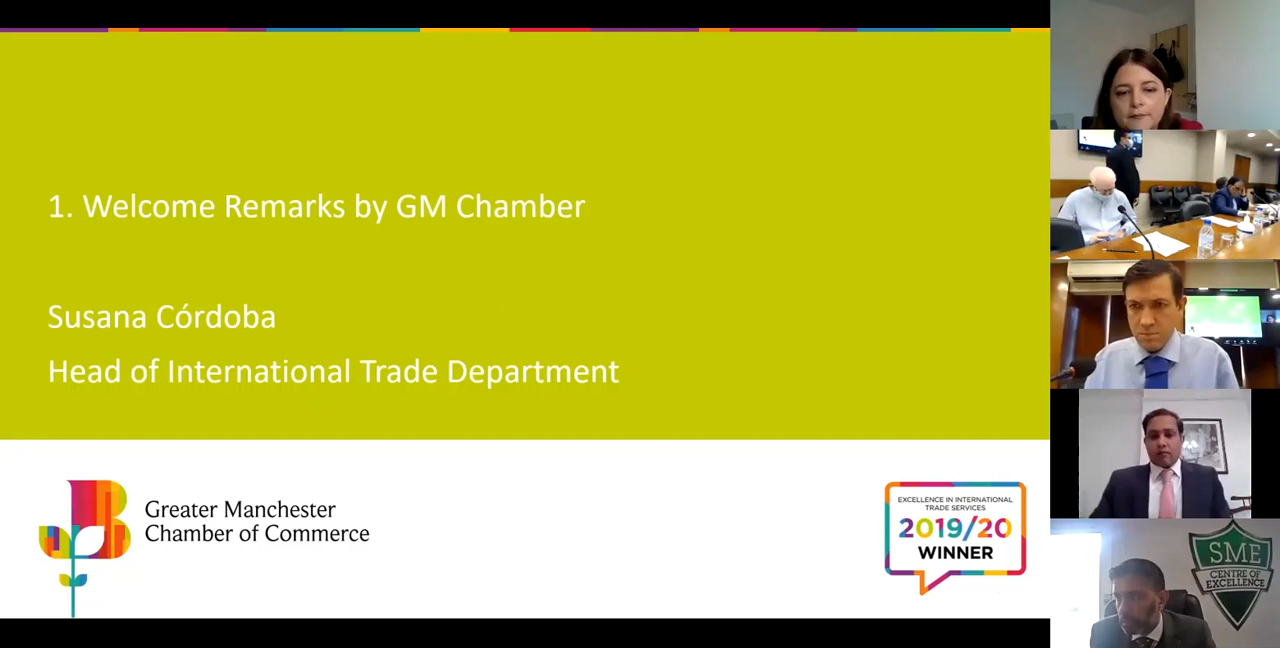 1. Welcome Remarks by GM Chamber
Susana Córdoba
Head of International Trade Department
Greater Manchester
Chamber of Commerce
EXCELLENCE IN INTERNATIONAL
TRADE SERVICES
2019/20
WINNER
SME
CENTRE OF
EXCELLENCE